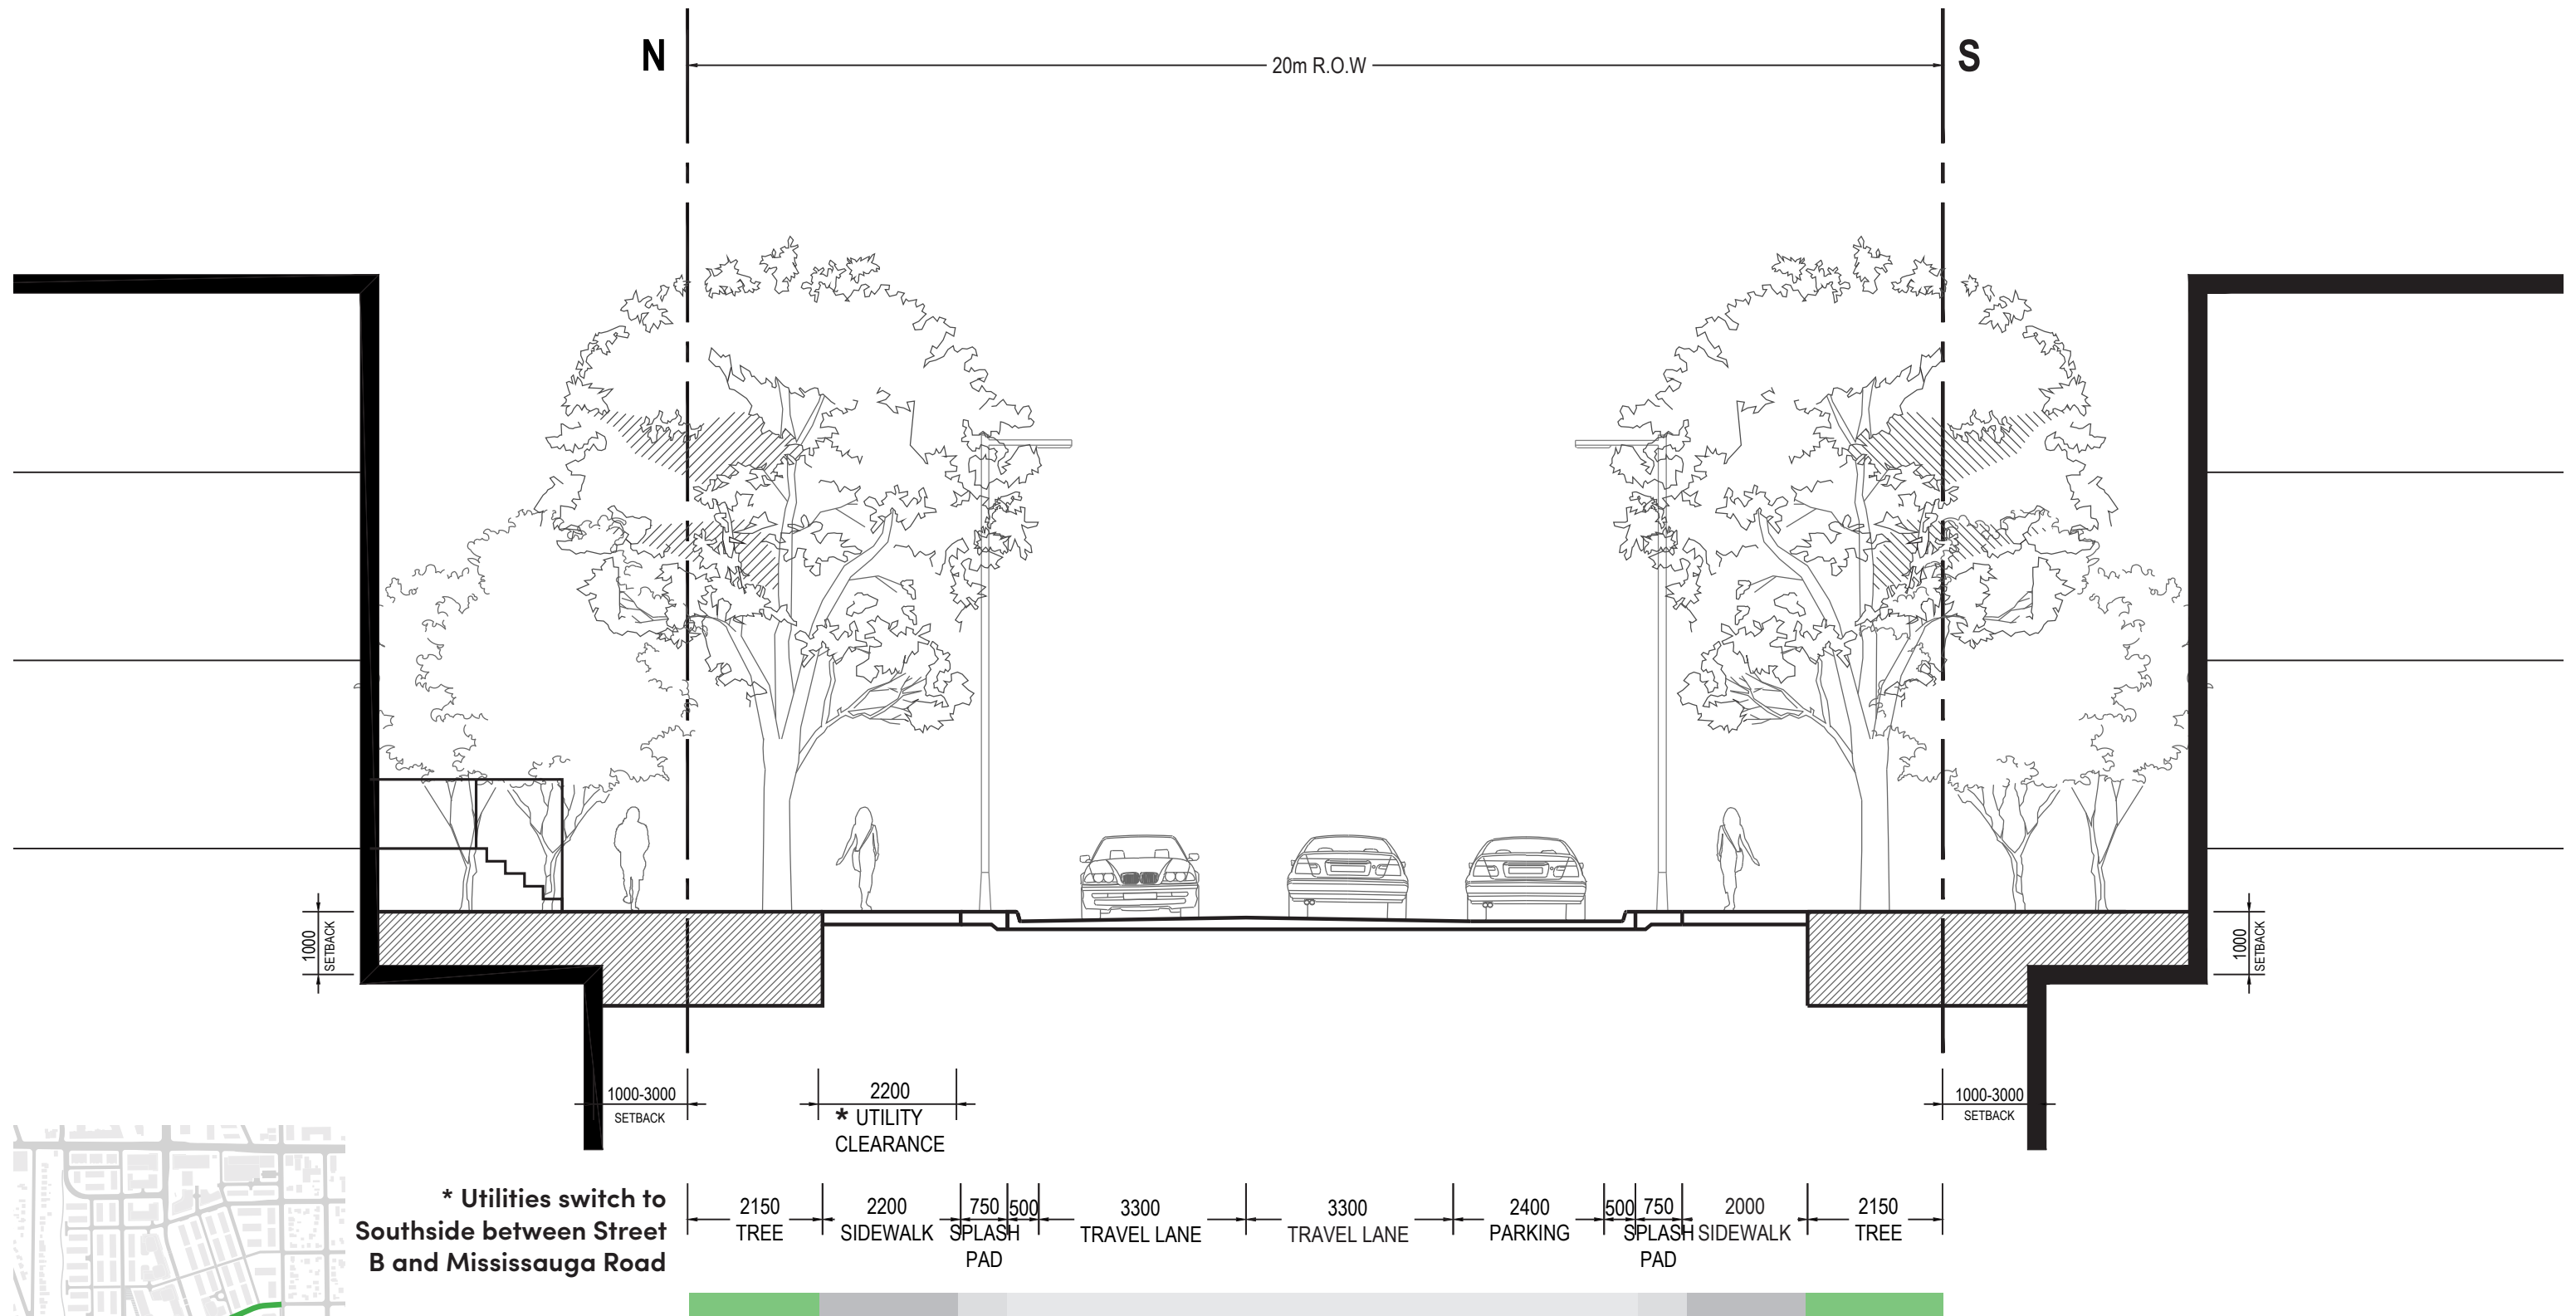 N
20m R.O.W
S
1000
SETBACK
1000
SETBACK
1000-3000
SETBACK
2200
* UTILITY
CLEARANCE
1000-3000
SETBACK
* Utilities switch to
Southside between Street
B and Mississauga Road
2150
TREE
2200
SIDEWALK
750
SPLASH
PAD
500
3300
TRAVEL LANE
3300
TRAVEL LANE
2400
PARKING
500
750
SPLASH
PAD
2000
SIDEWALK
2150
TREE